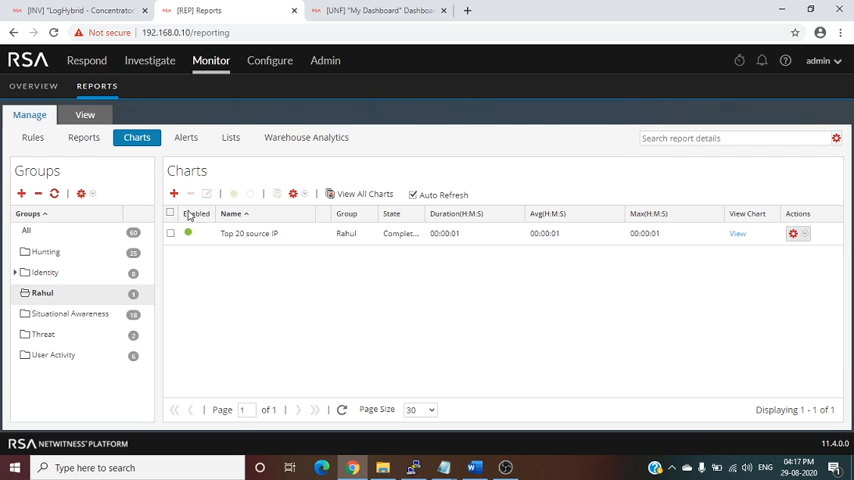 [INV] "LogHybrid - Concentrator"
[REP] Reports
[UNF] "My Dashboard" Dashboa
Not secure | 192.168.0.10/reporting
RSA Respond Investigate Monitor Configure Admin admin
OVERVIEW REPORTS
Manage View
Rules Reports Charts Alerts Lists Warehouse Analytics Search report details
Groups
Charts
View All Charts Auto Refresh
Groups
Enabled Name Group State Duration(H:M:S) Avg(H:M:S) Max(H:M:S) View Chart Actions
All 60
Top 20 source IP Rahul Complet... 00:00:01 00:00:01 00:00:01 View
Hunting 25
Identity 8
Rahul 1
Situational Awareness 18
Threat 2
User Activity 6
Page 1 of 1 Page Size 30 Displaying 1 - 1 of 1
RSA NETWITNESS PLATFORM 11.4.0.0
Type here to search
ENG
04:17 PM
29-08-2020